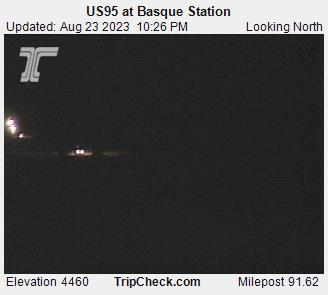 US95 at Basque Station
Updated: Aug 23 2023 10:26 PM Looking North
Elevation 4460 TripCheck.com Milepost 91.62